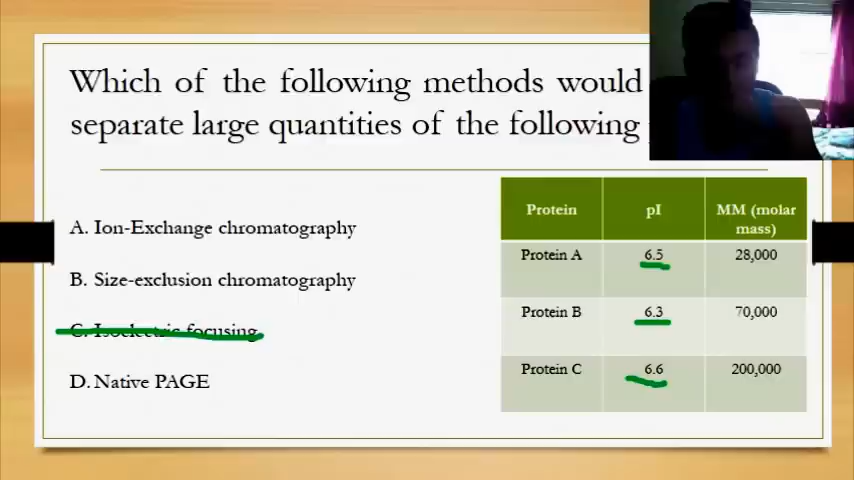 Which of the following methods would
separate large quantities of the following
A. Ion-Exchange chromatography
B. Size-exclusion chromatography
C. Isoelectric focusing
D. Native PAGE
Protein pI MM (molar
mass)
Protein A 6.5 28,000
Protein B 6.3 70,000
Protein C 6.6 200,000